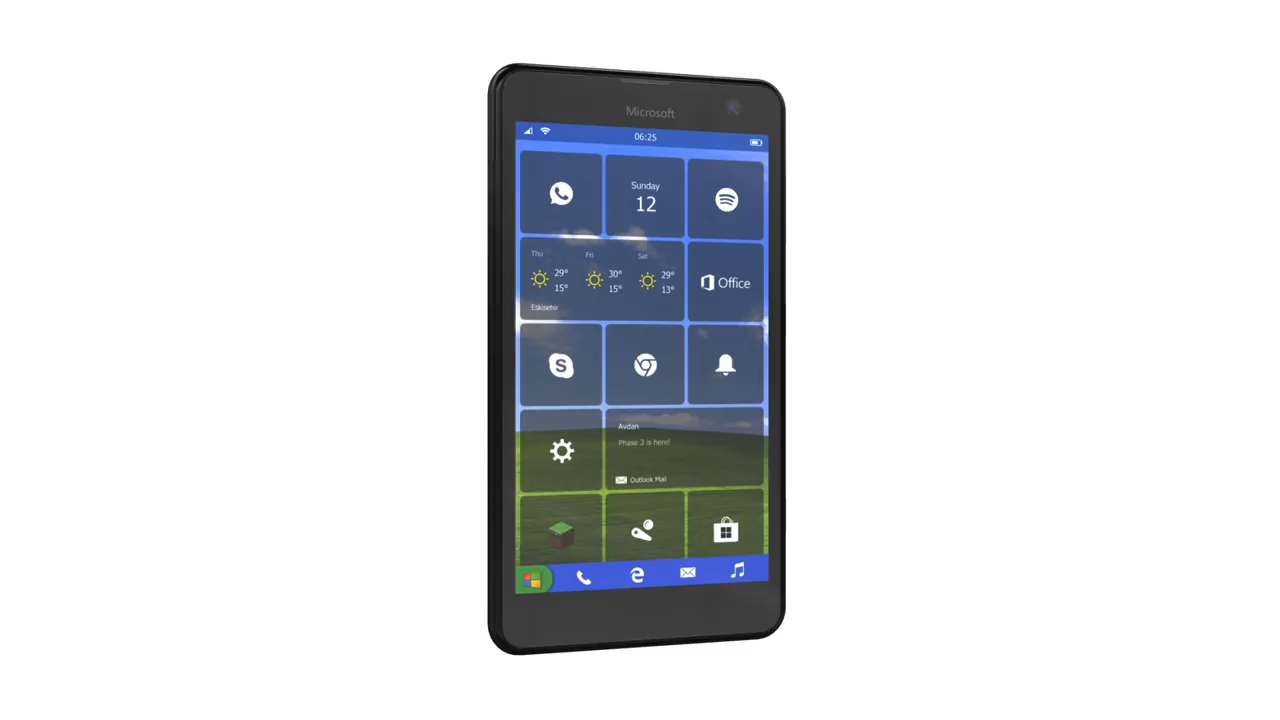 Microsoft
06:25
Sunday
12
Thu Fri Sat
29° 30° 29°
15° 15° 13°
Eskisehir
Office
S
Avdan
Phase 3 is here!
Outlook Mail